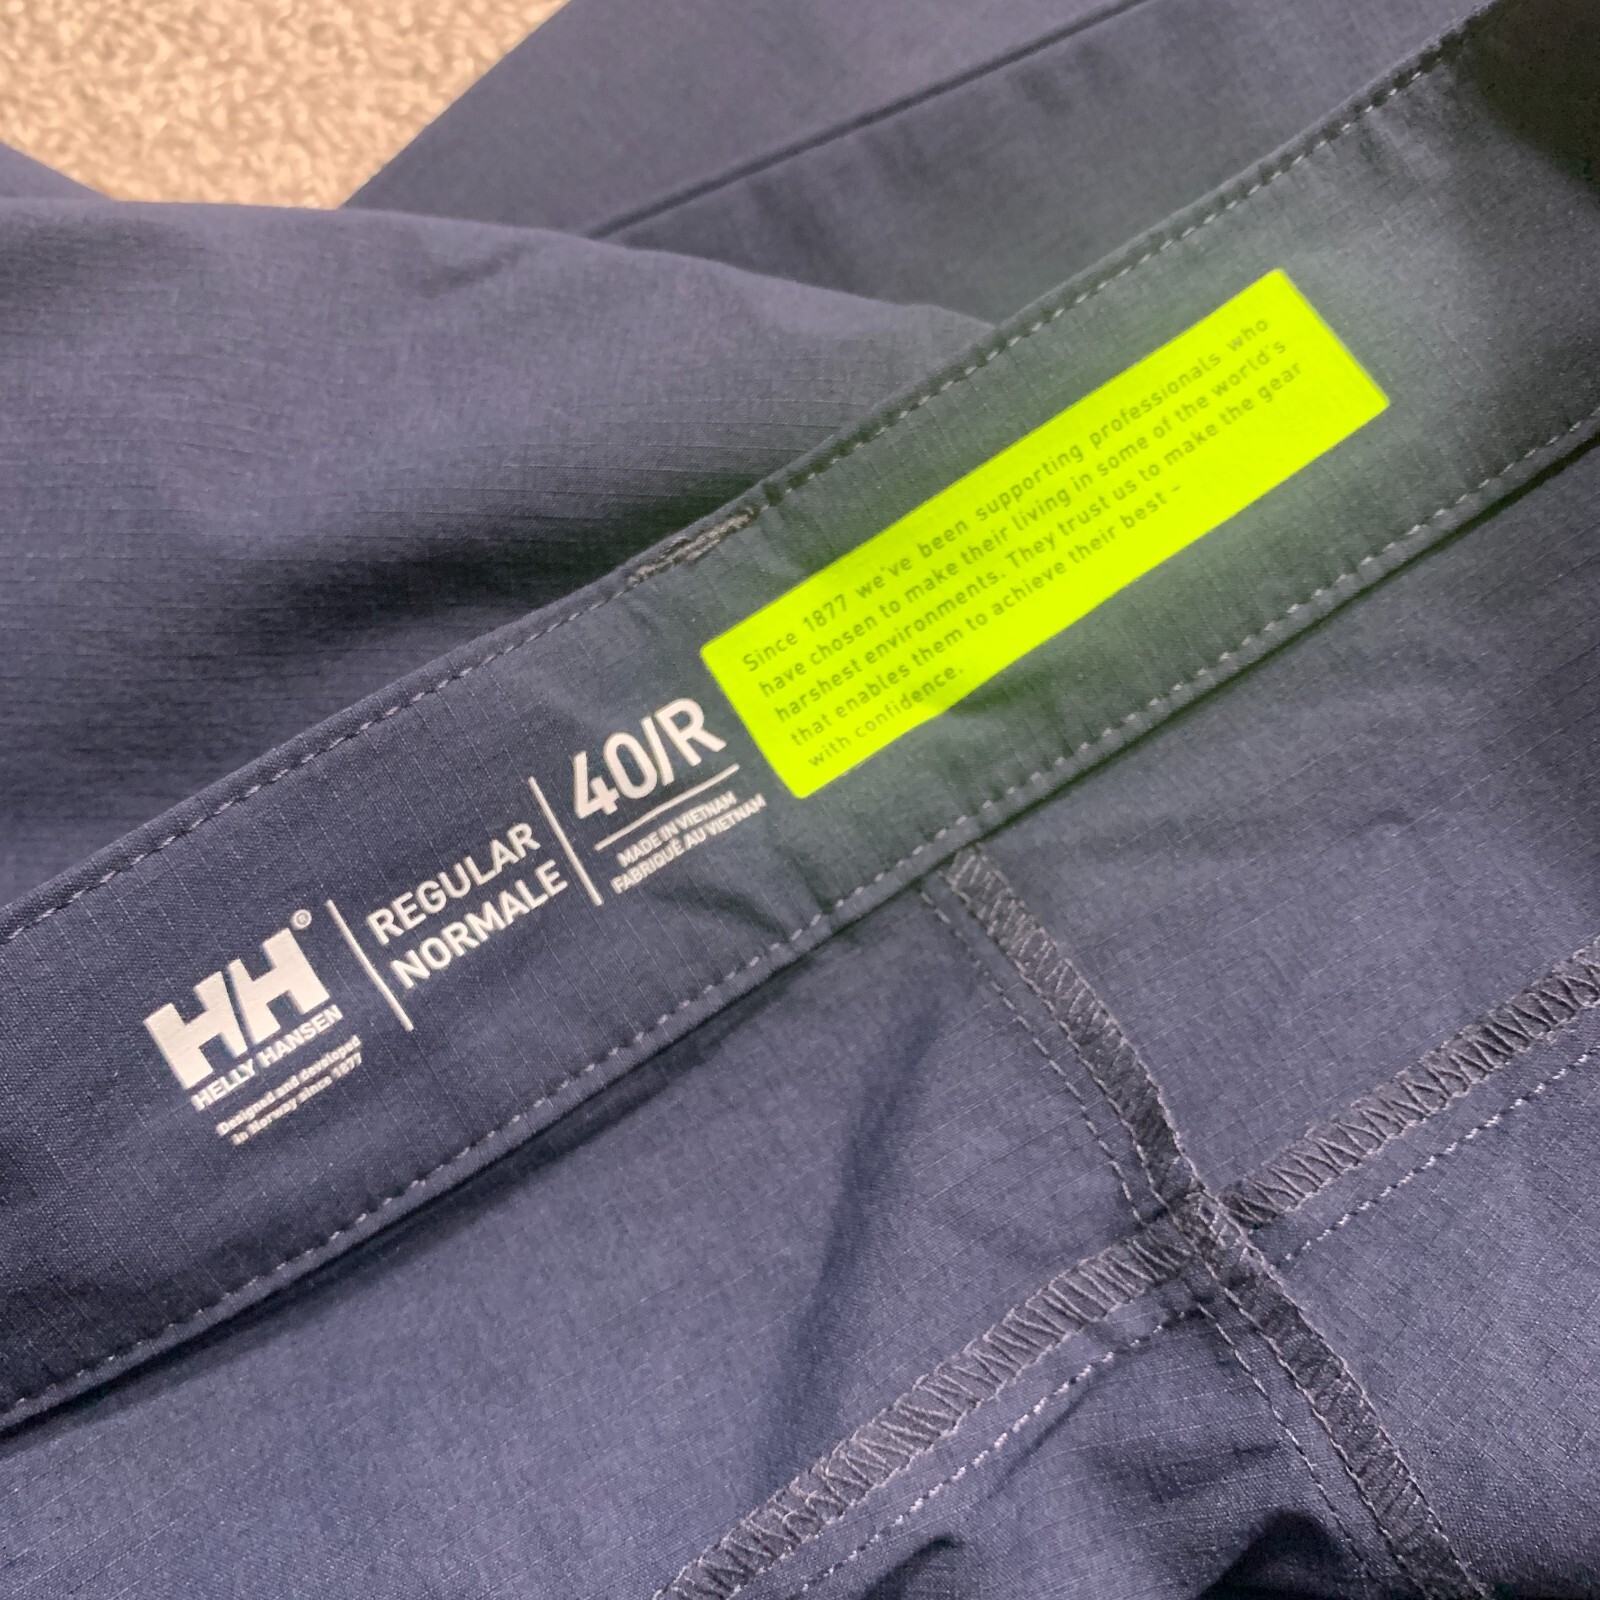 HH®
HELLY HANSEN
Designed and developed
in Norway since 1877
REGULAR
NORMALE
40/R
MADE IN VIETNAM
FABRIQUÉ AU VIETNAM
Since 1877 we've been supporting professionals who
have chosen to make their living in some of the world's
harshest environments. They trust us to make the gear
that enables them to achieve their best -
with confidence.